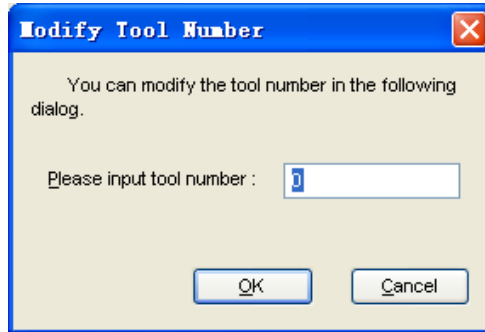 Modify Tool Number
You can modify the tool number in the following
dialog.
Please input tool number :
0
OK
Cancel